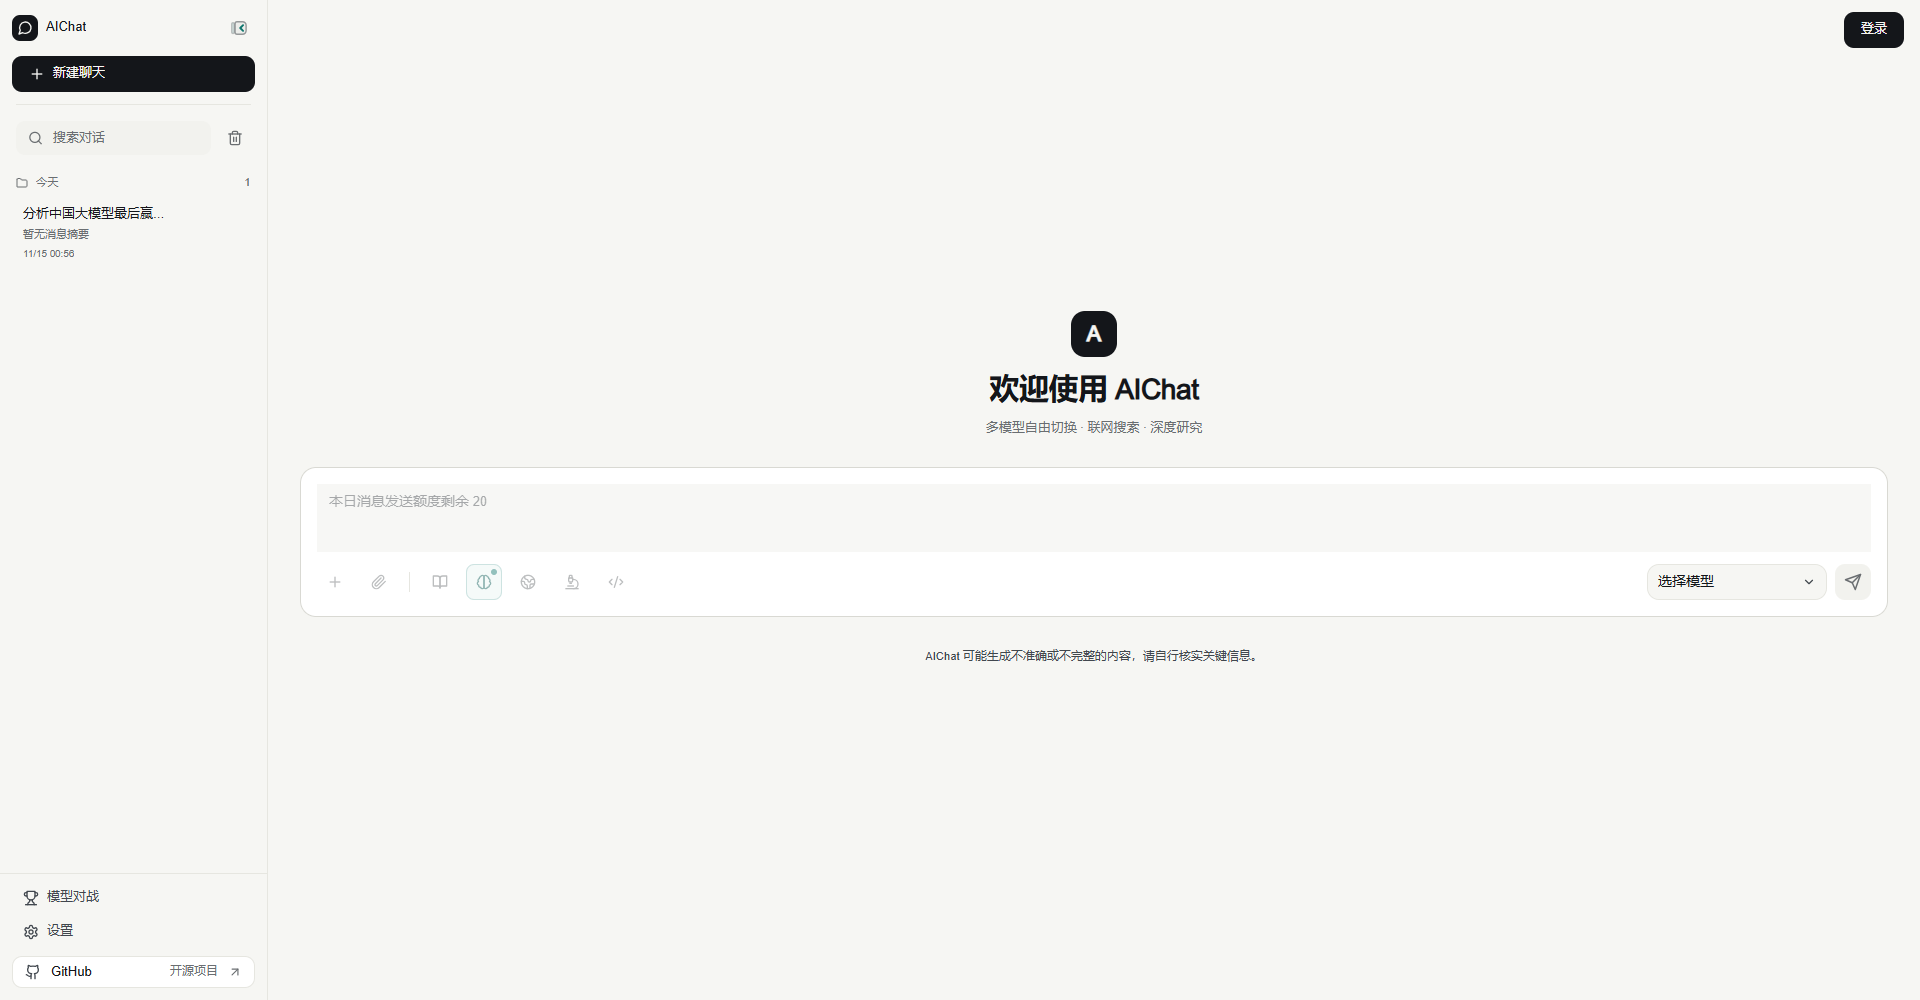 AIChat
登录
新建聊天
搜索对话
今天 1
分析中国大模型最后赢...
暂无消息摘要
11/15 00:56
A
欢迎使用 AIChat
多模型自由切换 · 联网搜索 · 深度研究
本日消息发送额度剩余 20
选择模型
AIChat 可能生成不准确或不完整的内容，请自行核实关键信息。
模型对战
设置
GitHub 开源项目